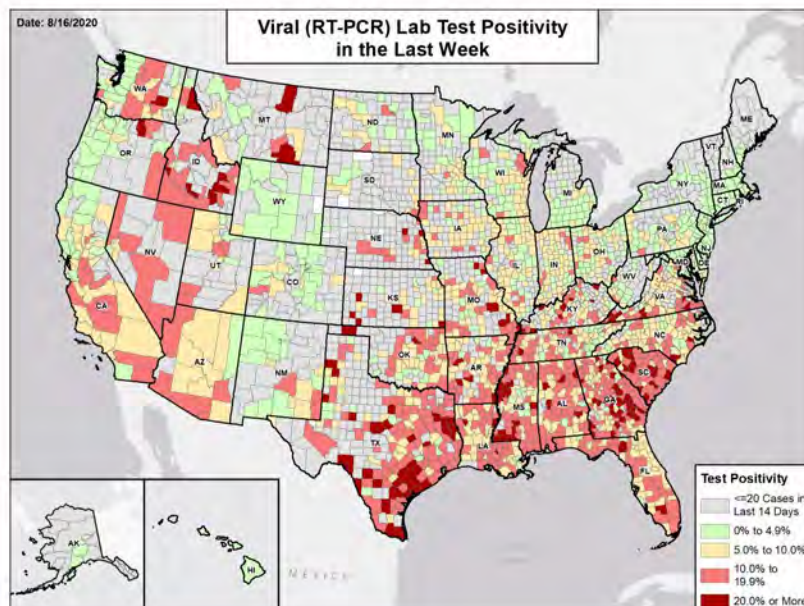 Date: 8/16/2020
Viral (RT-PCR) Lab Test Positivity
in the Last Week
WA
MT
ND
MN
ME
OR
ID
WY
SD
WI
MI
VT
NH
NY
MA
CT
RI
NV
UT
CO
NE
IA
IL
IN
OH
PA
NJ
MD
DE
WV
VA
CA
AZ
NM
KS
MO
KY
OK
AR
TN
NC
SC
TX
LA
MS
AL
GA
FL
AK
HI
MEXICO
Test Positivity
<=20 Cases in
Last 14 Days
0% to 4.9%
5.0% to 10.0%
10.0% to
19.9%
20.0% or More